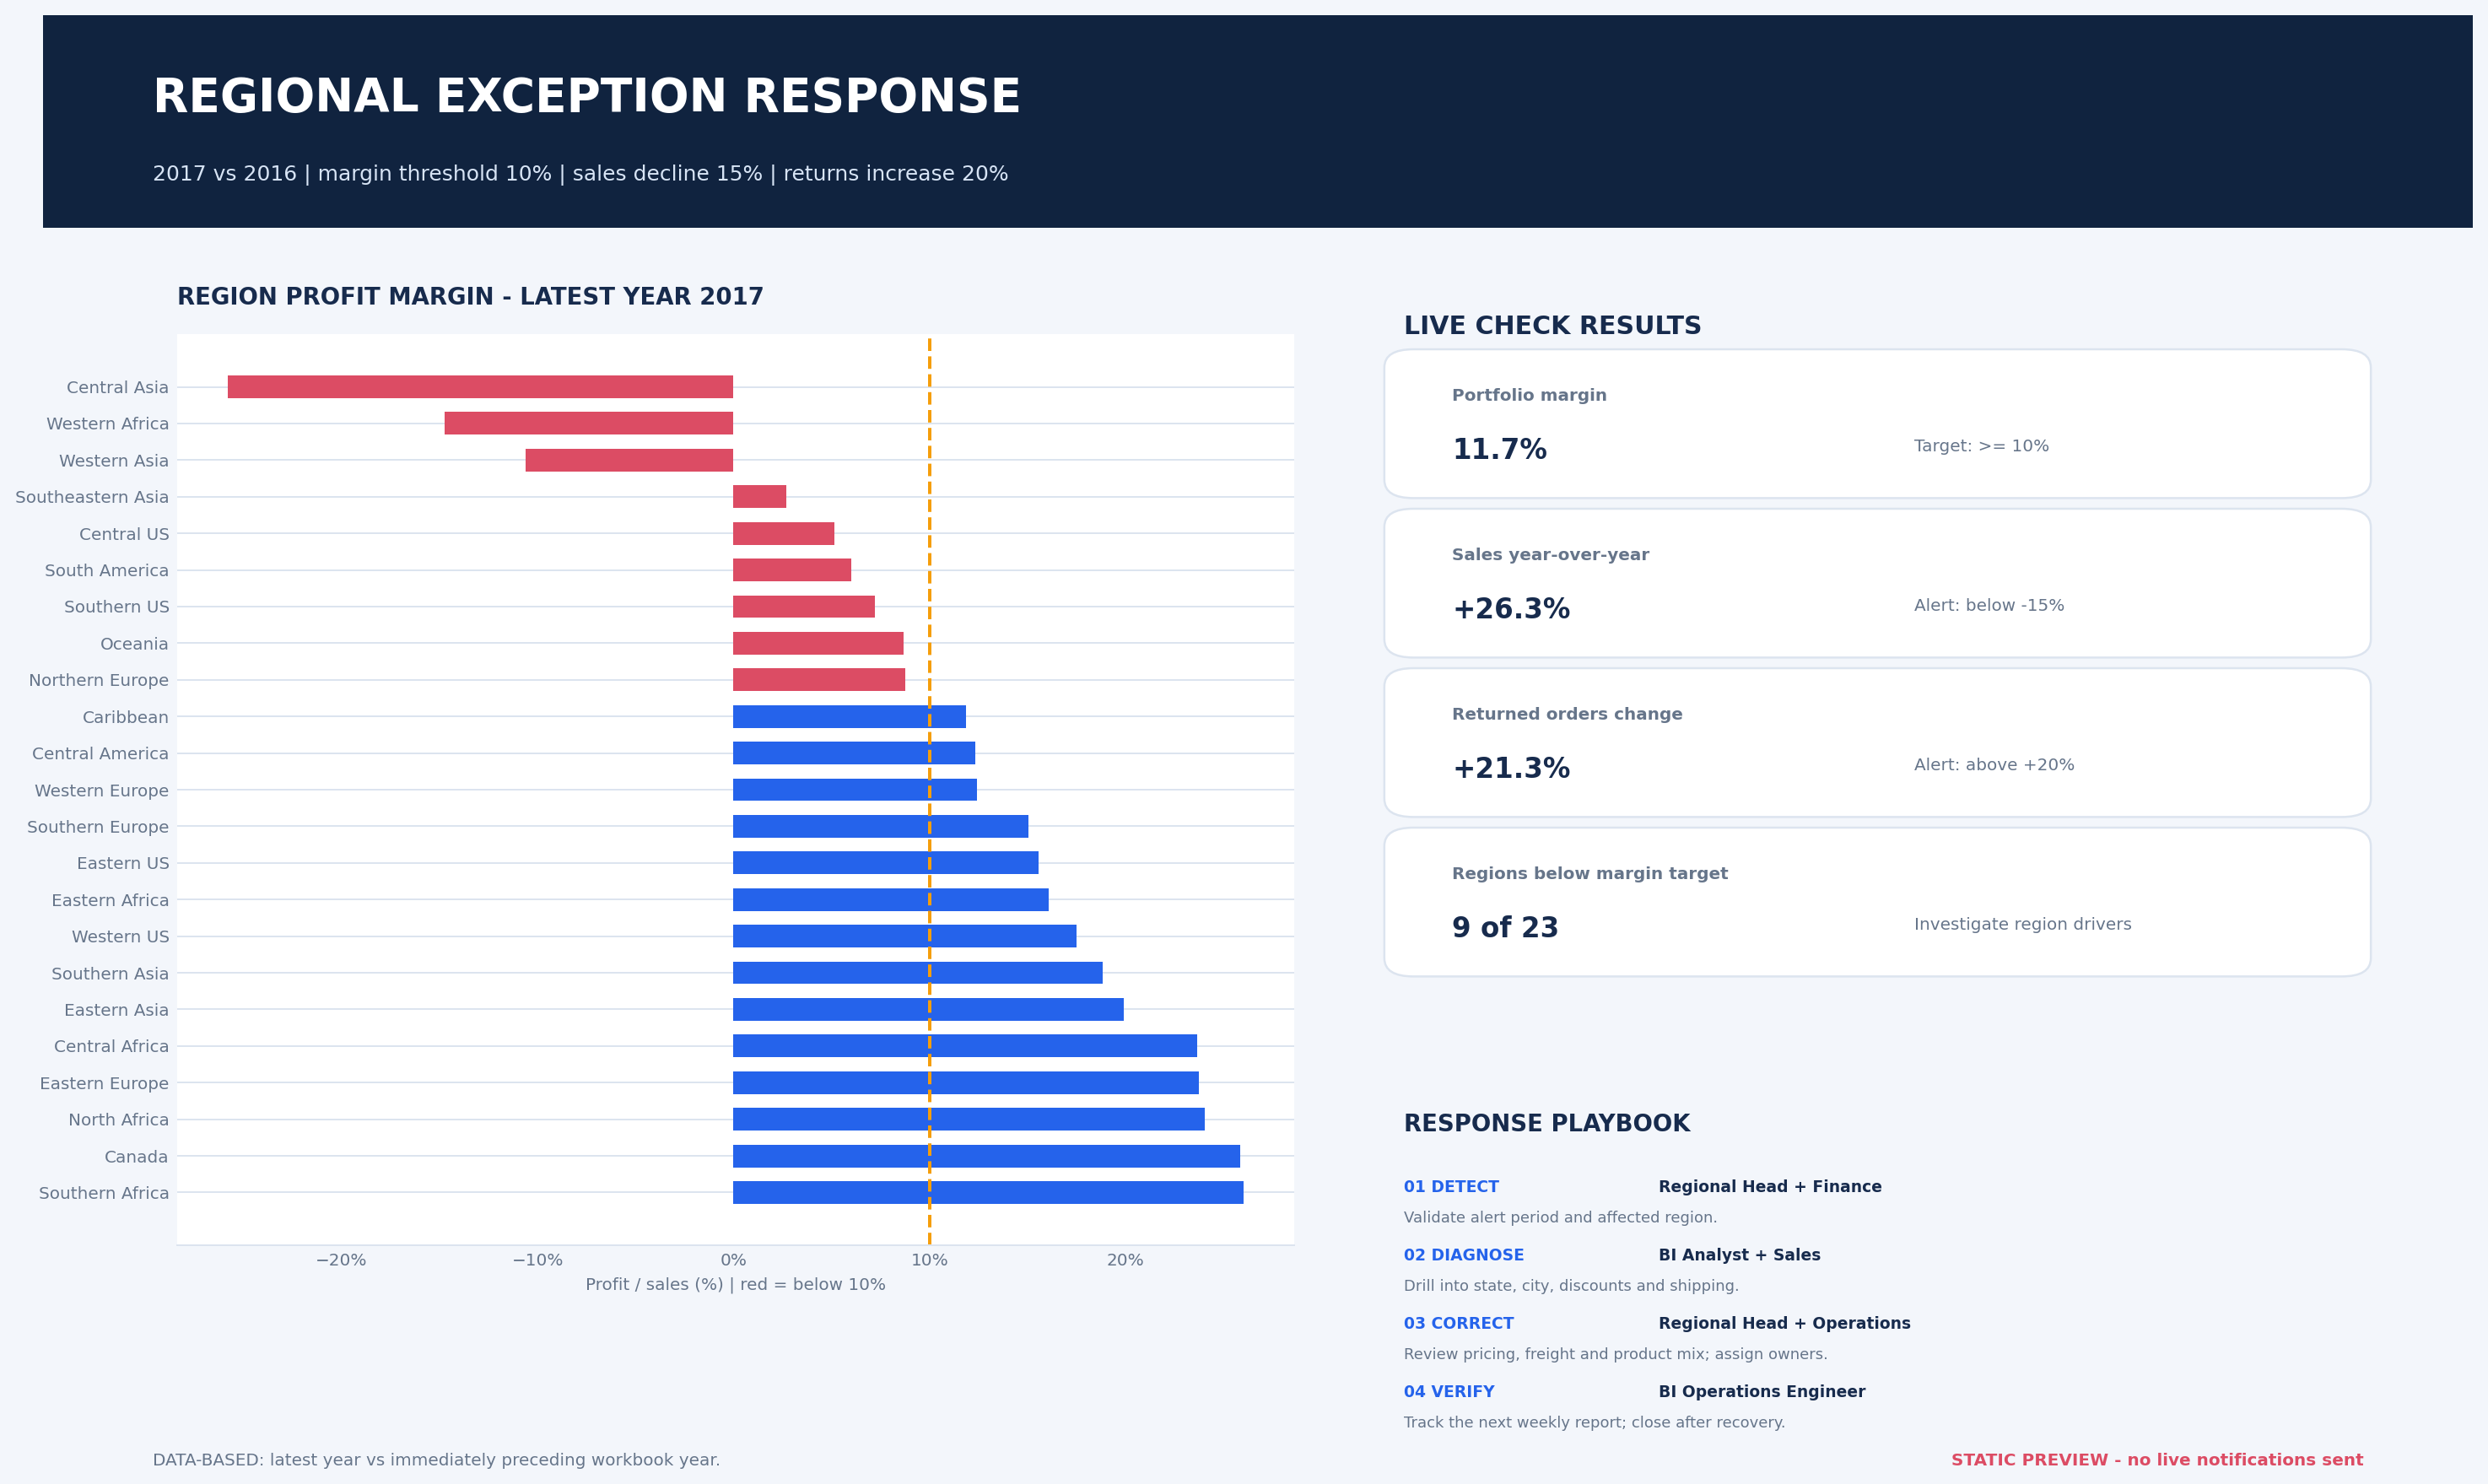 REGIONAL EXCEPTION RESPONSE
2017 vs 2016 | margin threshold 10% | sales decline 15% | returns increase 20%
REGION PROFIT MARGIN - LATEST YEAR 2017
Central Asia
Western Africa
Western Asia
Southeastern Asia
Central US
South America
Southern US
Oceania
Northern Europe
Caribbean
Central America
Western Europe
Southern Europe
Eastern US
Eastern Africa
Western US
Southern Asia
Eastern Asia
Central Africa
Eastern Europe
North Africa
Canada
Southern Africa
−20% −10% 0% 10% 20%
Profit / sales (%) | red = below 10%
LIVE CHECK RESULTS
Portfolio margin
11.7% Target: >= 10%
Sales year-over-year
+26.3% Alert: below -15%
Returned orders change
+21.3% Alert: above +20%
Regions below margin target
9 of 23 Investigate region drivers
RESPONSE PLAYBOOK
01 DETECT Regional Head + Finance
Validate alert period and affected region.
02 DIAGNOSE BI Analyst + Sales
Drill into state, city, discounts and shipping.
03 CORRECT Regional Head + Operations
Review pricing, freight and product mix; assign owners.
04 VERIFY BI Operations Engineer
Track the next weekly report; close after recovery.
DATA-BASED: latest year vs immediately preceding workbook year.
STATIC PREVIEW - no live notifications sent